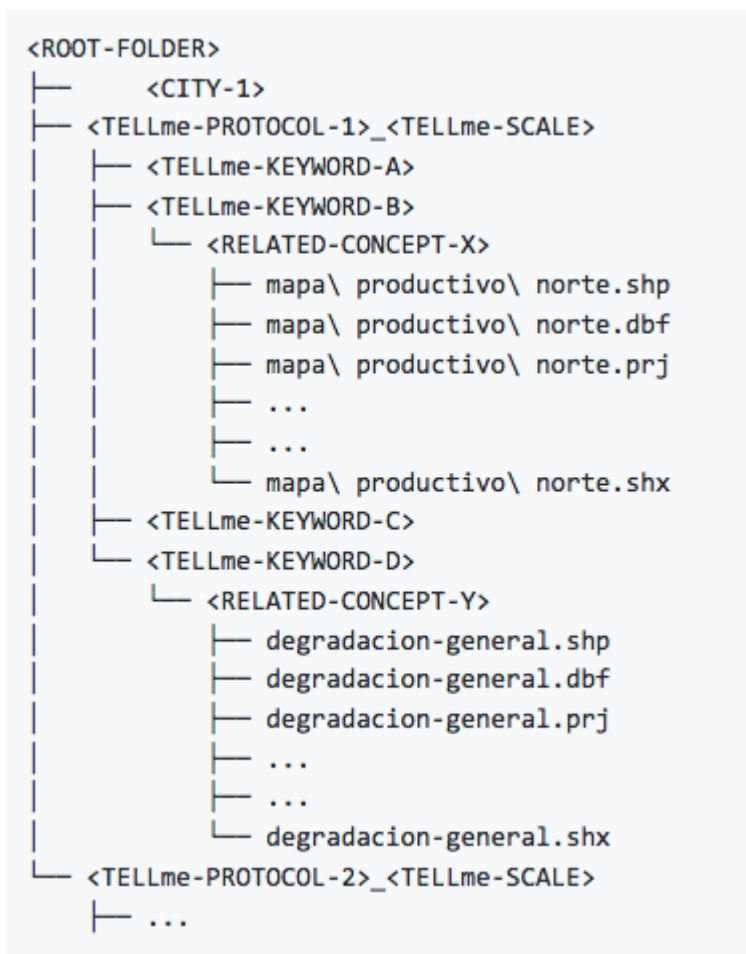 <ROOT-FOLDER>
├──     <CITY-1>
├── <TELLme-PROTOCOL-1>_<TELLme-SCALE>
│   ├── <TELLme-KEYWORD-A>
│   ├── <TELLme-KEYWORD-B>
│   │   └── <RELATED-CONCEPT-X>
│   │       ├── mapa\ productivo\ norte.shp
│   │       ├── mapa\ productivo\ norte.dbf
│   │       ├── mapa\ productivo\ norte.prj
│   │       ├── ...
│   │       ├── ...
│   │       └── mapa\ productivo\ norte.shx
│   ├── <TELLme-KEYWORD-C>
│   └── <TELLme-KEYWORD-D>
│       └── <RELATED-CONCEPT-Y>
│           ├── degradacion-general.shp
│           ├── degradacion-general.dbf
│           ├── degradacion-general.prj
│           ├── ...
│           ├── ...
│           └── degradacion-general.shx
└── <TELLme-PROTOCOL-2>_<TELLme-SCALE>
    ├── ...